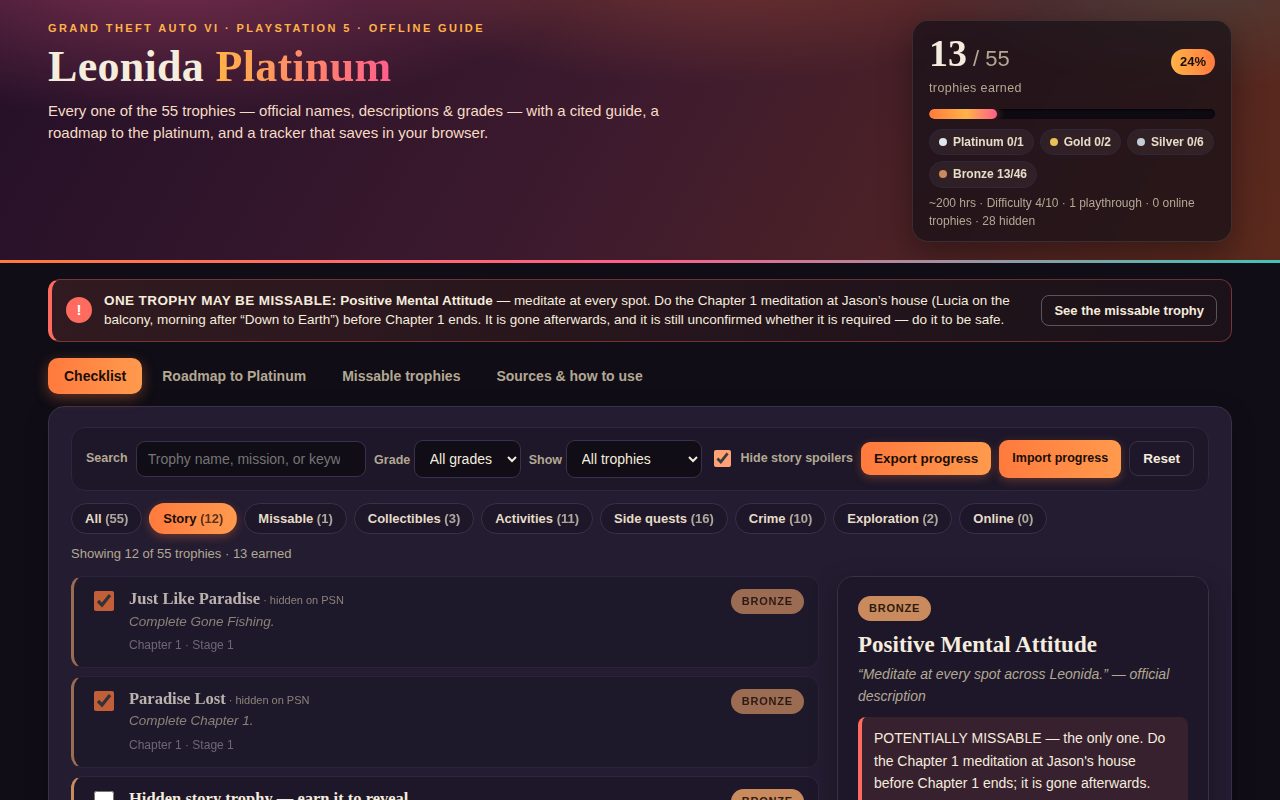 GRAND THEFT AUTO VI · PLAYSTATION 5 · OFFLINE GUIDE
Leonida Platinum
Every one of the 55 trophies — official names, descriptions & grades — with a cited guide, a
roadmap to the platinum, and a tracker that saves in your browser.
13 / 55
24%
trophies earned
Platinum 0/1
Gold 0/2
Silver 0/6
Bronze 13/46
~200 hrs · Difficulty 4/10 · 1 playthrough · 0 online
trophies · 28 hidden
! ONE TROPHY MAY BE MISSABLE: Positive Mental Attitude — meditate at every spot. Do the Chapter 1 meditation at Jason's house (Lucia on the
balcony, morning after “Down to Earth”) before Chapter 1 ends. It is gone afterwards, and it is still unconfirmed whether it is required — do it to be safe.
See the missable trophy
Checklist
Roadmap to Platinum
Missable trophies
Sources & how to use
Search
Trophy name, mission, or keyw
Grade
All grades
Show
All trophies
Hide story spoilers
Export progress
Import progress
Reset
All (55)
Story (12)
Missable (1)
Collectibles (3)
Activities (11)
Side quests (16)
Crime (10)
Exploration (2)
Online (0)
Showing 12 of 55 trophies · 13 earned
Just Like Paradise · hidden on PSN
BRONZE
Complete Gone Fishing.
Chapter 1 · Stage 1
Paradise Lost · hidden on PSN
BRONZE
Complete Chapter 1.
Chapter 1 · Stage 1
Hidden story trophy — earn it to reveal
BRONZE
BRONZE
Positive Mental Attitude
“Meditate at every spot across Leonida.” — official
description
POTENTIALLY MISSABLE — the only one. Do
the Chapter 1 meditation at Jason's house
before Chapter 1 ends; it is gone afterwards.